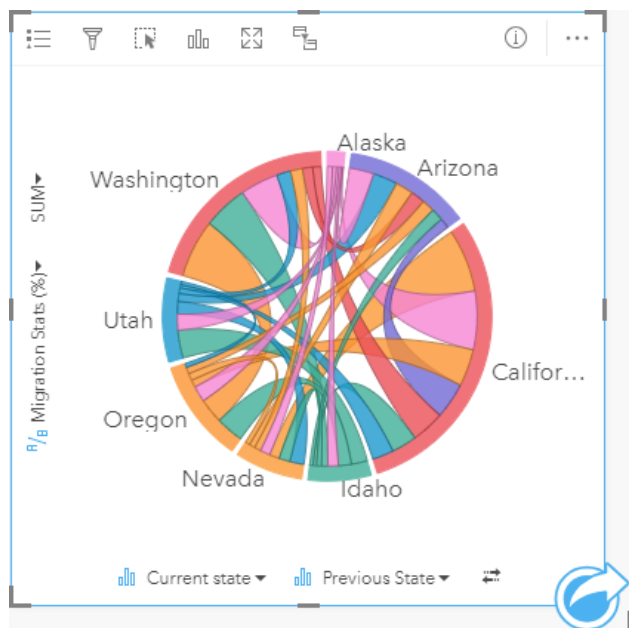 Alaska
Arizona
Washington
SUM
Utah
Migration Stats (%)
A/B
Califor...
Oregon
Nevada
Idaho
Current state
Previous State